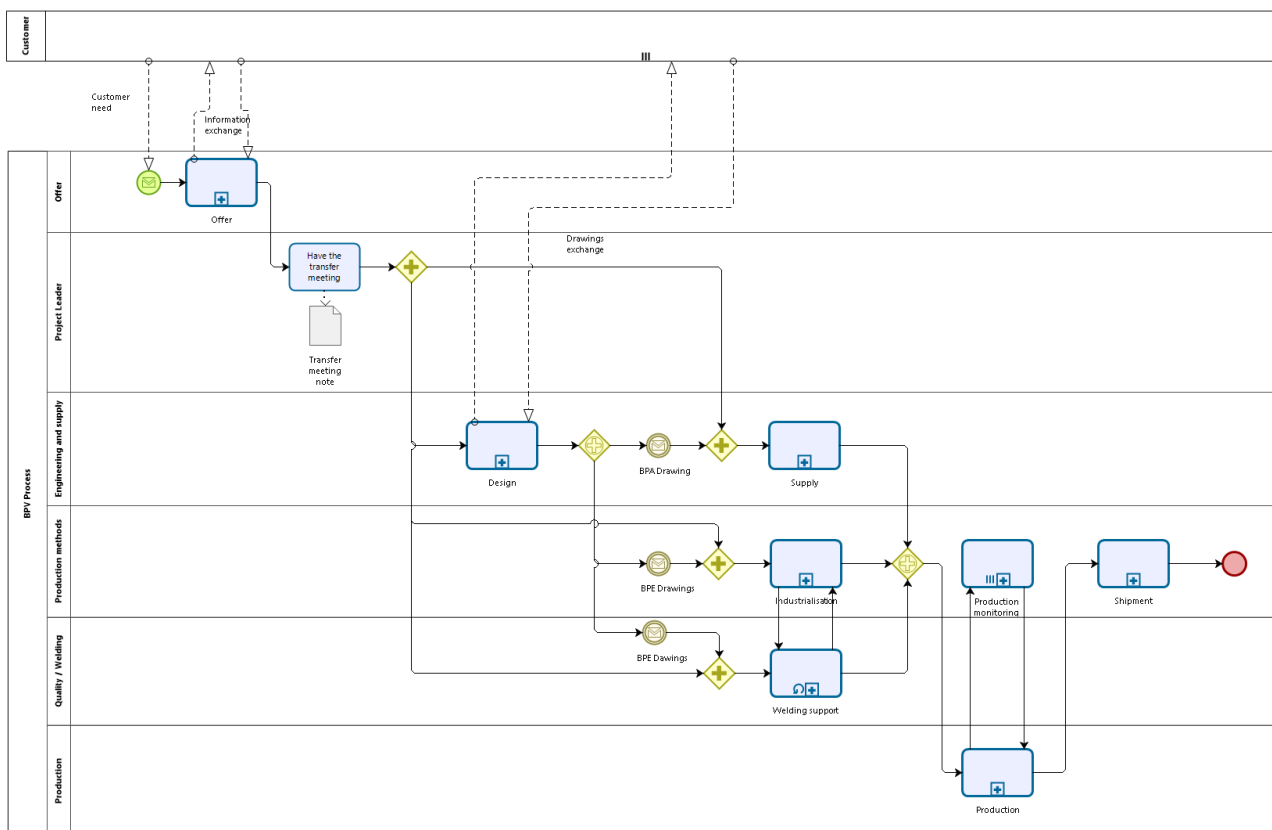 Customer
Customer
need
Information
exchange
BPV Process
Offer
Offer
Project Leader
Have the
transfer
meeting
Transfer
meeting
note
Drawings
exchange
Engineering and supply
Design
BPA Drawing
Supply
Production methods
BPE Drawings
Industrialisation
Production
monitoring
Shipment
Quality / Welding
BPE Dawings
Welding support
Production
Production